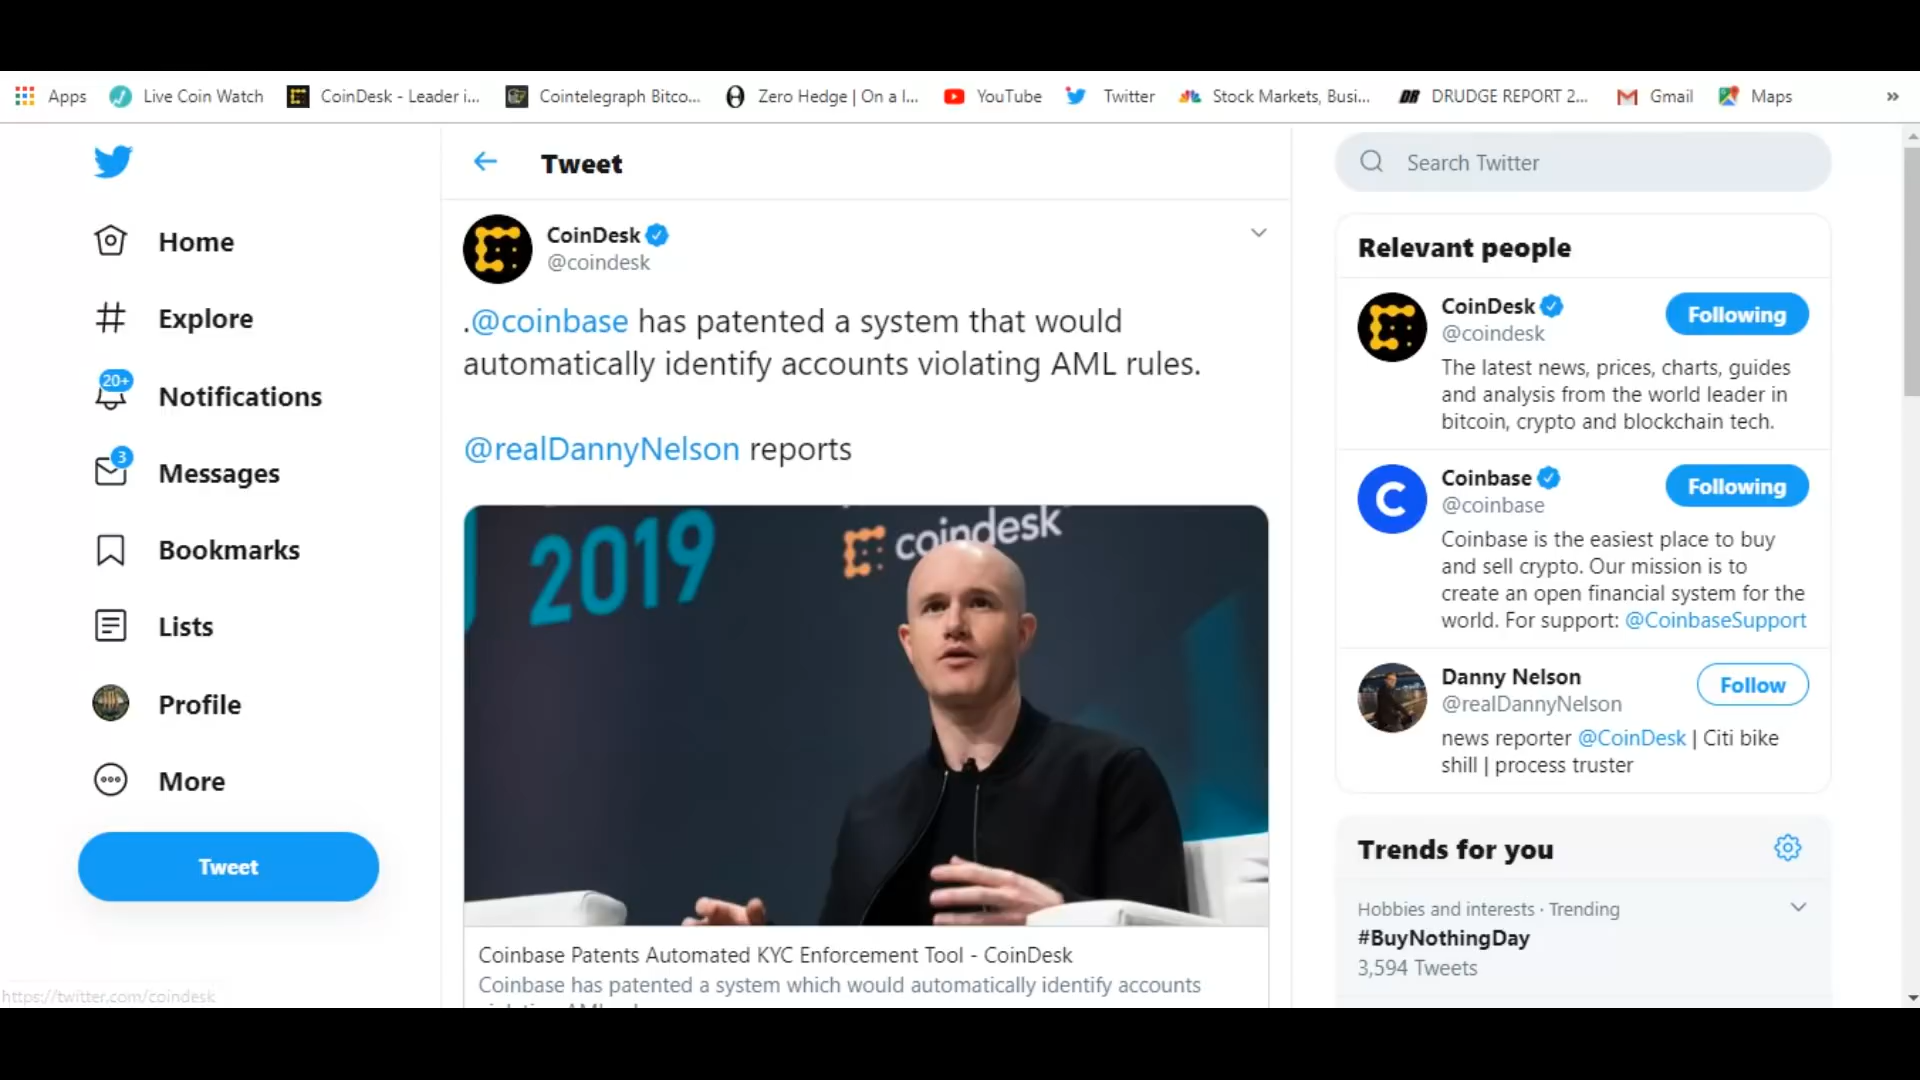 Apps
Live Coin Watch
CoinDesk - Leader i...
Cointelegraph Bitco...
Zero Hedge | On a l...
YouTube
Twitter
Stock Markets, Busi...
DRUDGE REPORT 2...
Gmail
Maps
»
Home
Explore
20+
Notifications
3
Messages
Bookmarks
Lists
Profile
More
Tweet
https://twitter.com/coindesk
Tweet
CoinDesk
@coindesk
.@coinbase has patented a system that would
automatically identify accounts violating AML rules.
@realDannyNelson reports
2019
coindesk
Coinbase Patents Automated KYC Enforcement Tool - CoinDesk
Coinbase has patented a system which would automatically identify accounts
Search Twitter
Relevant people
CoinDesk
Following
@coindesk
The latest news, prices, charts, guides
and analysis from the world leader in
bitcoin, crypto and blockchain tech.
Coinbase
Following
@coinbase
Coinbase is the easiest place to buy
and sell crypto. Our mission is to
create an open financial system for the
world. For support: @CoinbaseSupport
Danny Nelson
Follow
@realDannyNelson
news reporter @CoinDesk | Citi bike
shill | process truster
Trends for you
Hobbies and interests · Trending
#BuyNothingDay
3,594 Tweets